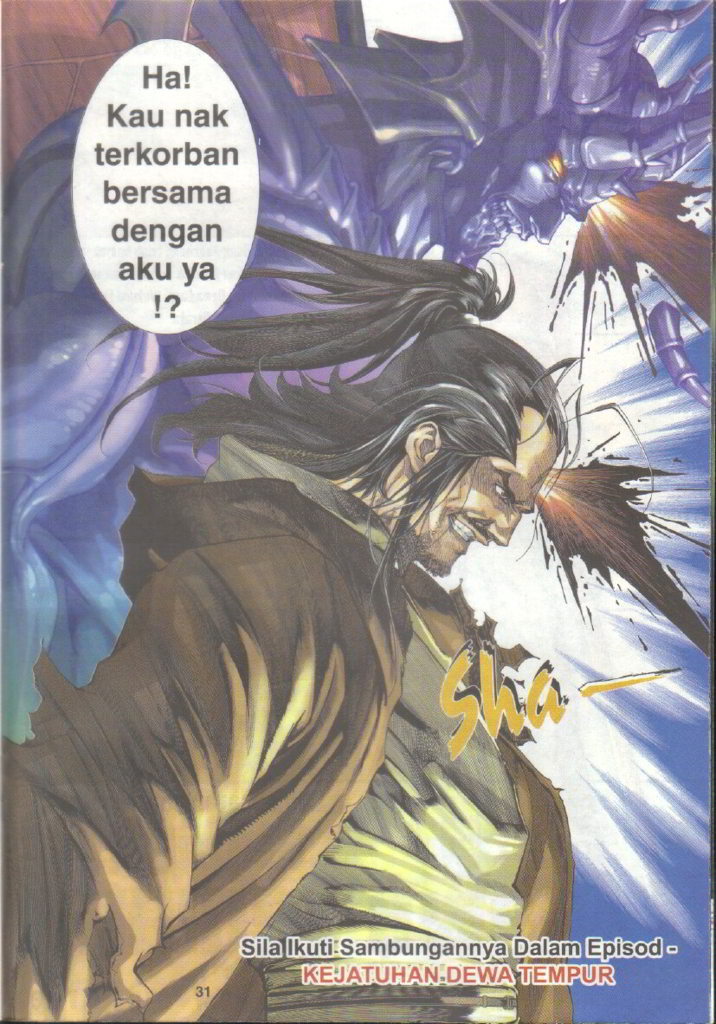 Ha!
Kau nak
terkorban
bersama
dengan
aku ya
!?
Sha
Sila Ikuti Sambungannya Dalam Episod -
KEJATUHAN DEWA TEMPUR
31